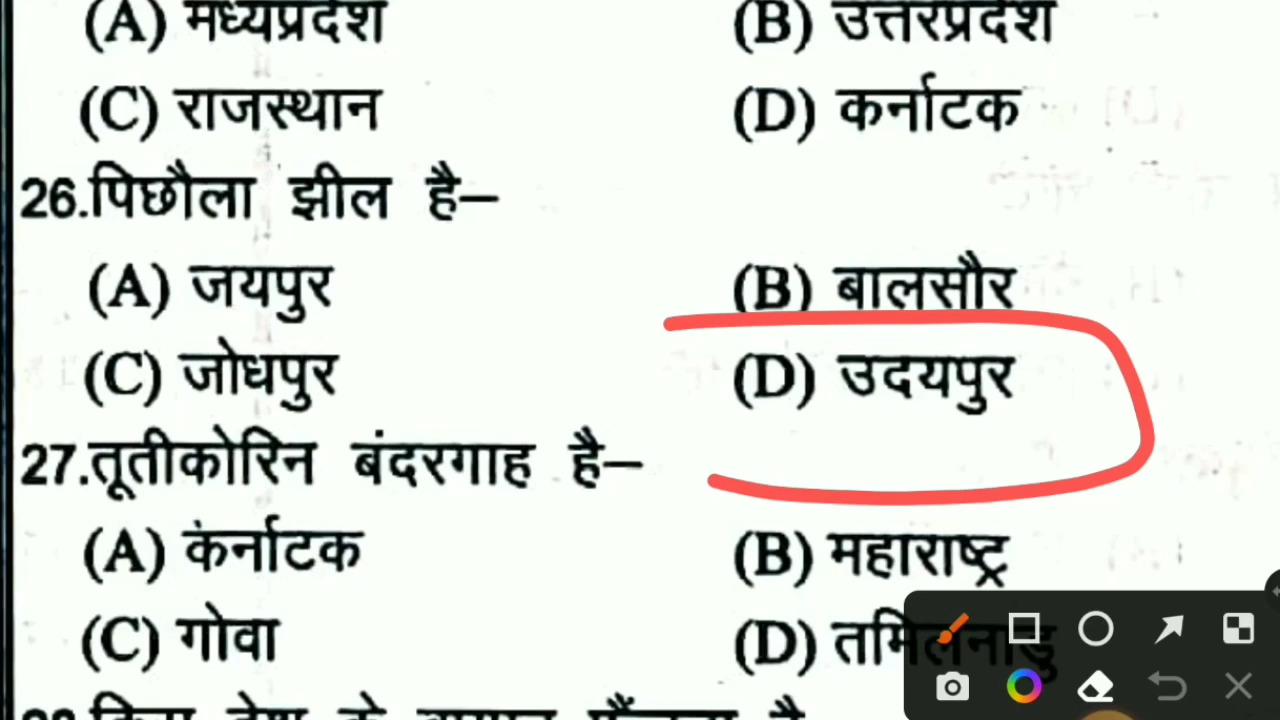 (A) मध्यप्रदेश (B) उत्तरप्रदेश
(C) राजस्थान (D) कर्नाटक
26.पिछौला झील है–
(A) जयपुर (B) बालसौर
(C) जोधपुर (D) उदयपुर
27.तूतीकोरिन बंदरगाह है–
(A) कंर्नाटक (B) महाराष्ट्र
(C) गोवा (D) तमिलनाडु